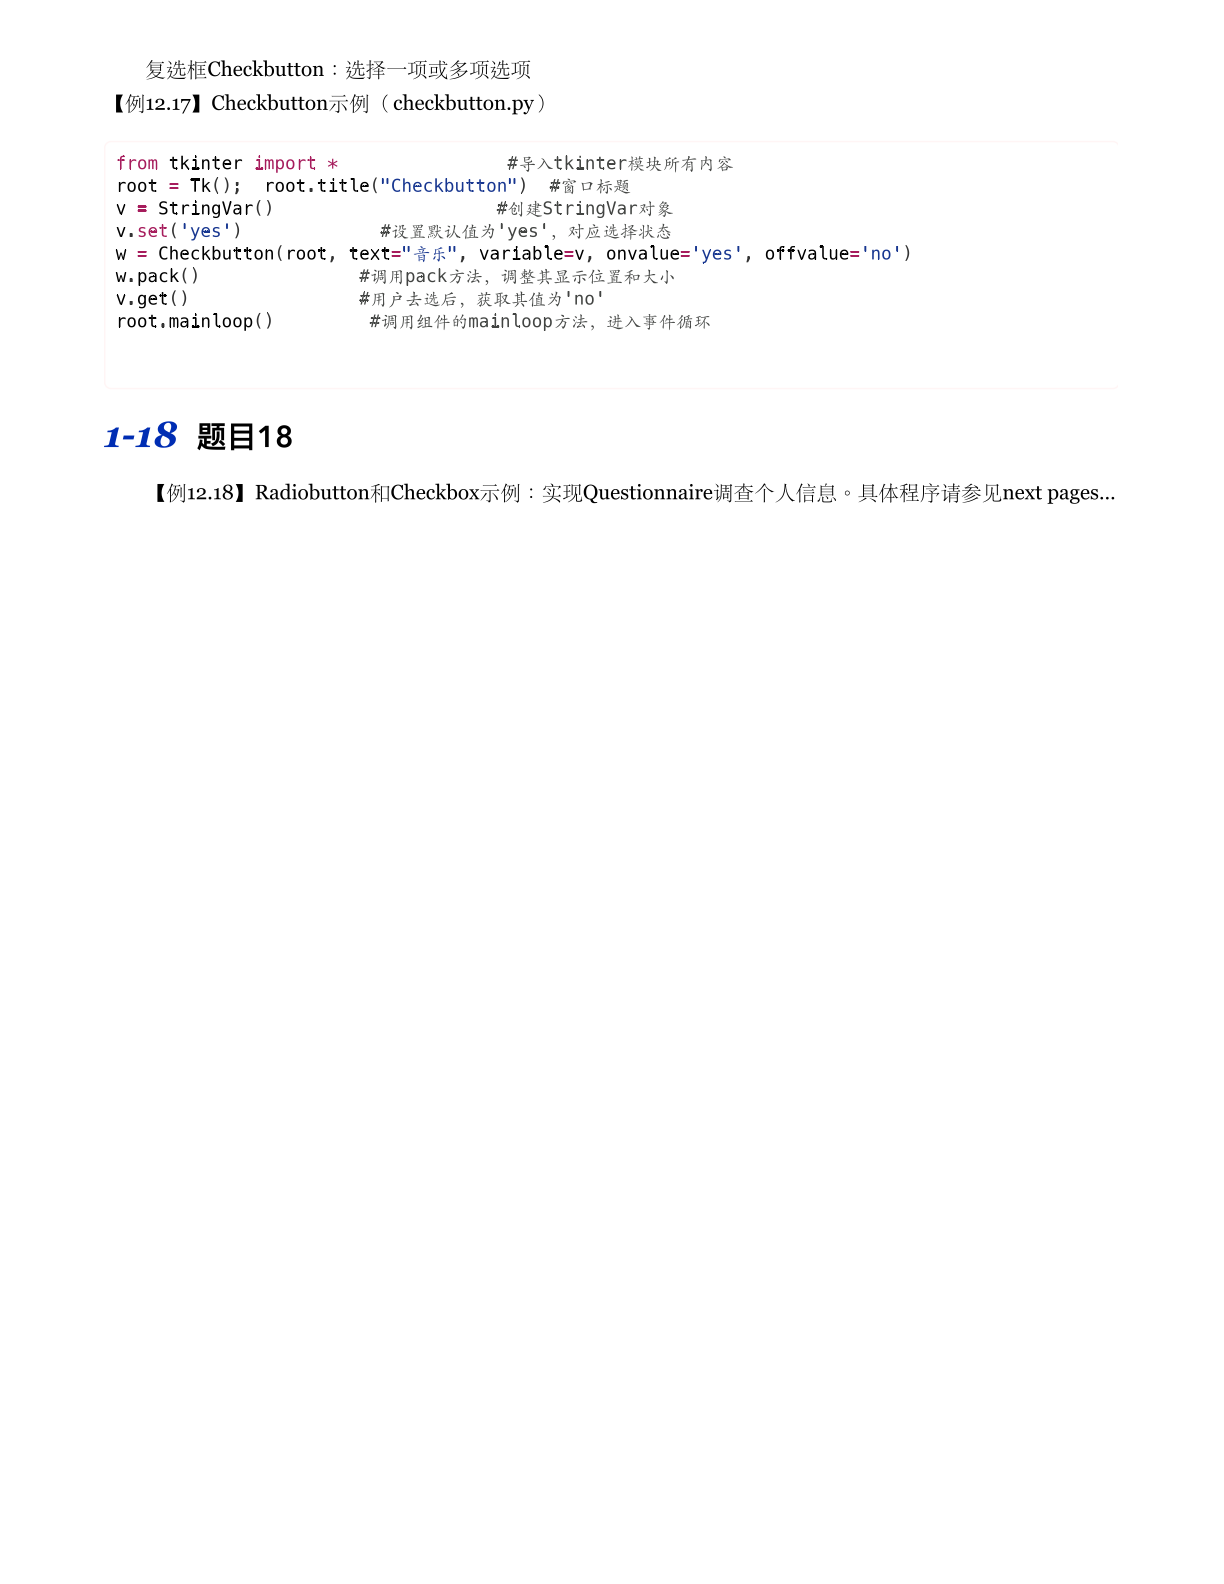 复选框Checkbutton：选择一项或多项选项
【例12.17】Checkbutton示例（checkbutton.py）
from tkinter import *                #导入tkinter模块所有内容
root = Tk();  root.title("Checkbutton")  #窗口标题
v = StringVar()                     #创建StringVar对象
v.set('yes')             #设置默认值为'yes'，对应选择状态
w = Checkbutton(root, text="音乐", variable=v, onvalue='yes', offvalue='no')
w.pack()               #调用pack方法，调整其显示位置和大小
v.get()                #用户去选后，获取其值为'no'
root.mainloop()         #调用组件的mainloop方法，进入事件循环
1-18 题目18
【例12.18】Radiobutton和Checkbox示例：实现Questionnaire调查个人信息。具体程序请参见next pages...